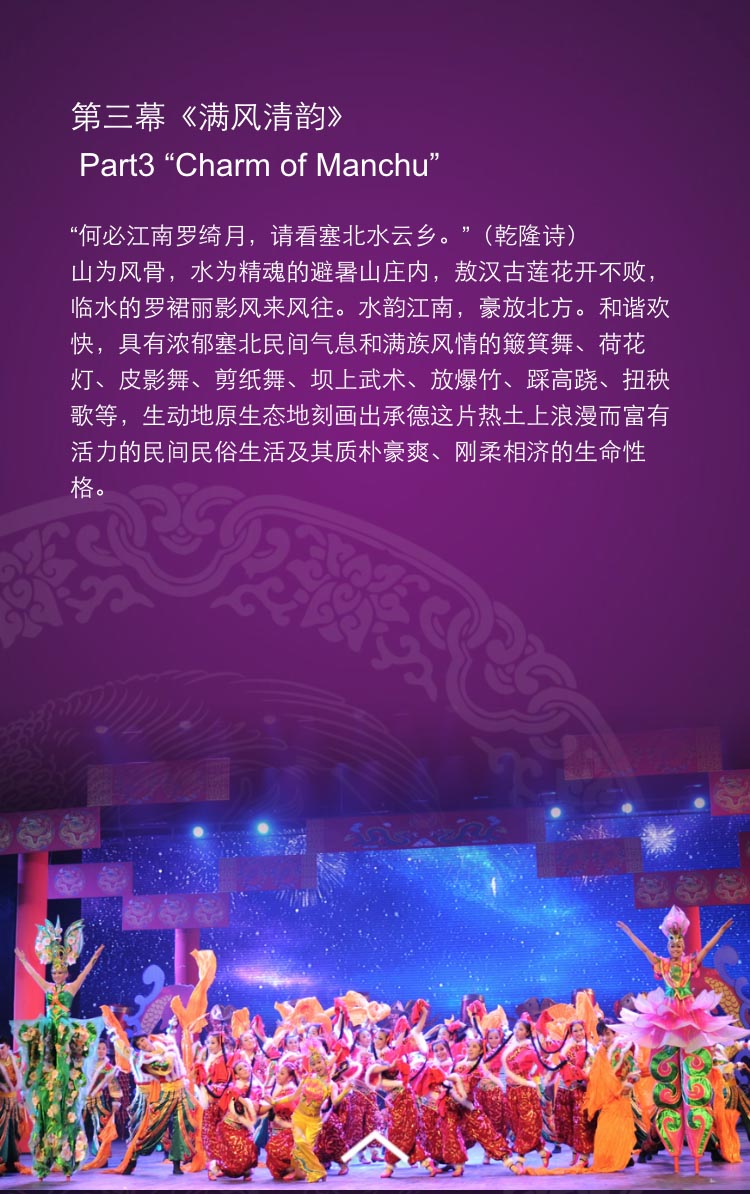 第三幕《满风清韵》
Part3 “Charm of Manchu”
“何必江南罗绮月，请看塞北水云乡。”（乾隆诗）
山为风骨，水为精魂的避暑山庄内，敖汉古莲花开不败，
临水的罗裙丽影风来风往。水韵江南，豪放北方。和谐欢
快，具有浓郁塞北民间气息和满族风情的簸箕舞、荷花
灯、皮影舞、剪纸舞、坝上武术、放爆竹、踩高跷、扭秧
歌等，生动地原生态地刻画出承德这片热土上浪漫而富有
活力的民间民俗生活及其质朴豪爽、刚柔相济的生命性
格。